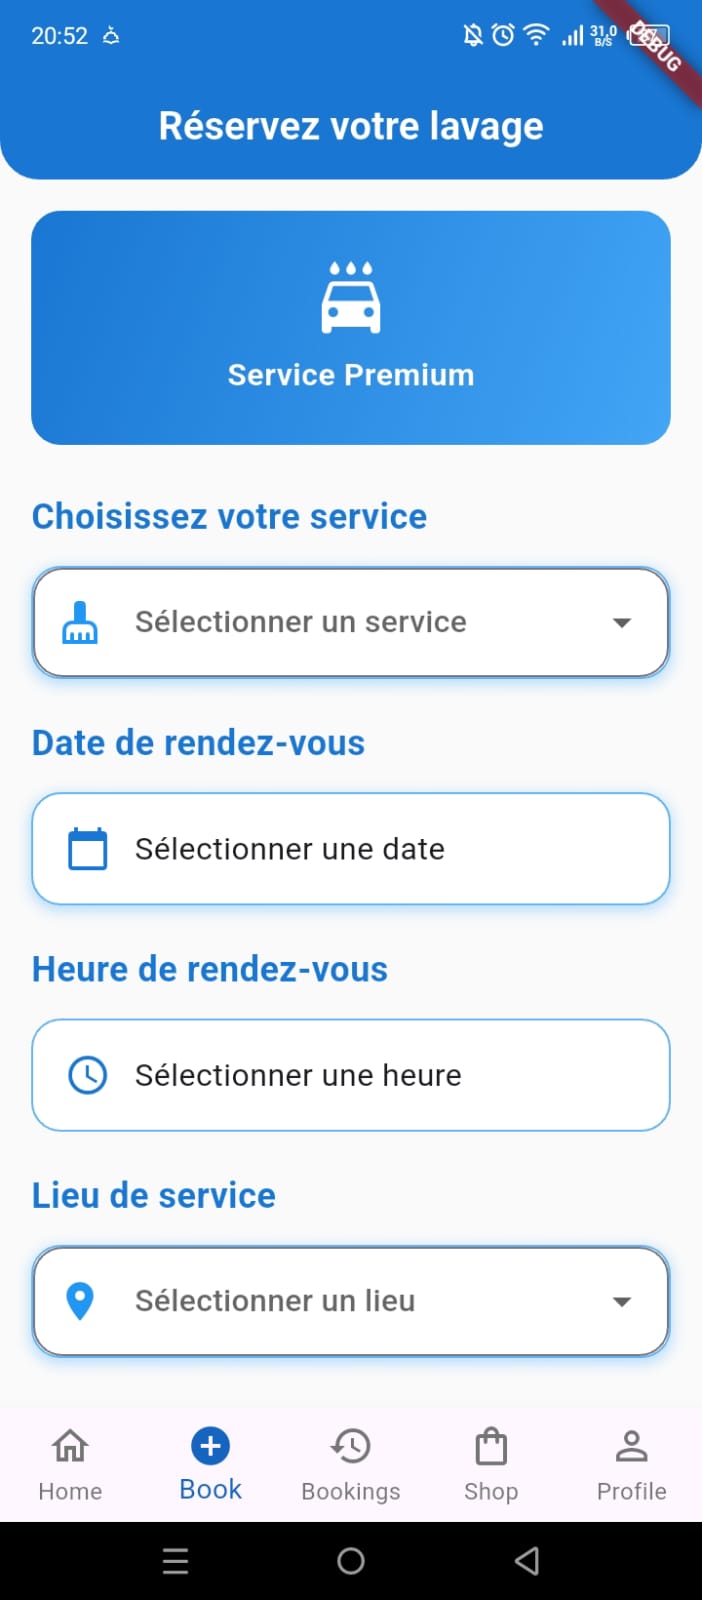 20:52
31,0
B/S
DEBUG
Réservez votre lavage
Service Premium
Choisissez votre service
Sélectionner un service
Date de rendez-vous
Sélectionner une date
Heure de rendez-vous
Sélectionner une heure
Lieu de service
Sélectionner un lieu
Home
Book
Bookings
Shop
Profile